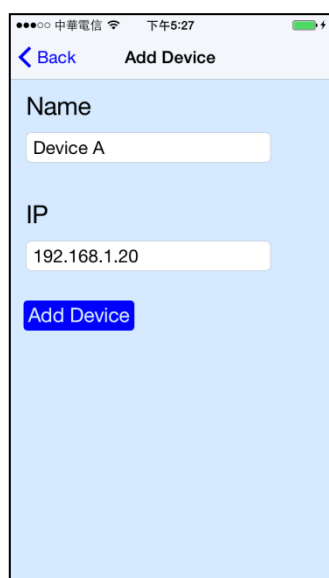 中華電信 下午5:27
Back Add Device
Name
Device A
IP
192.168.1.20
Add Device